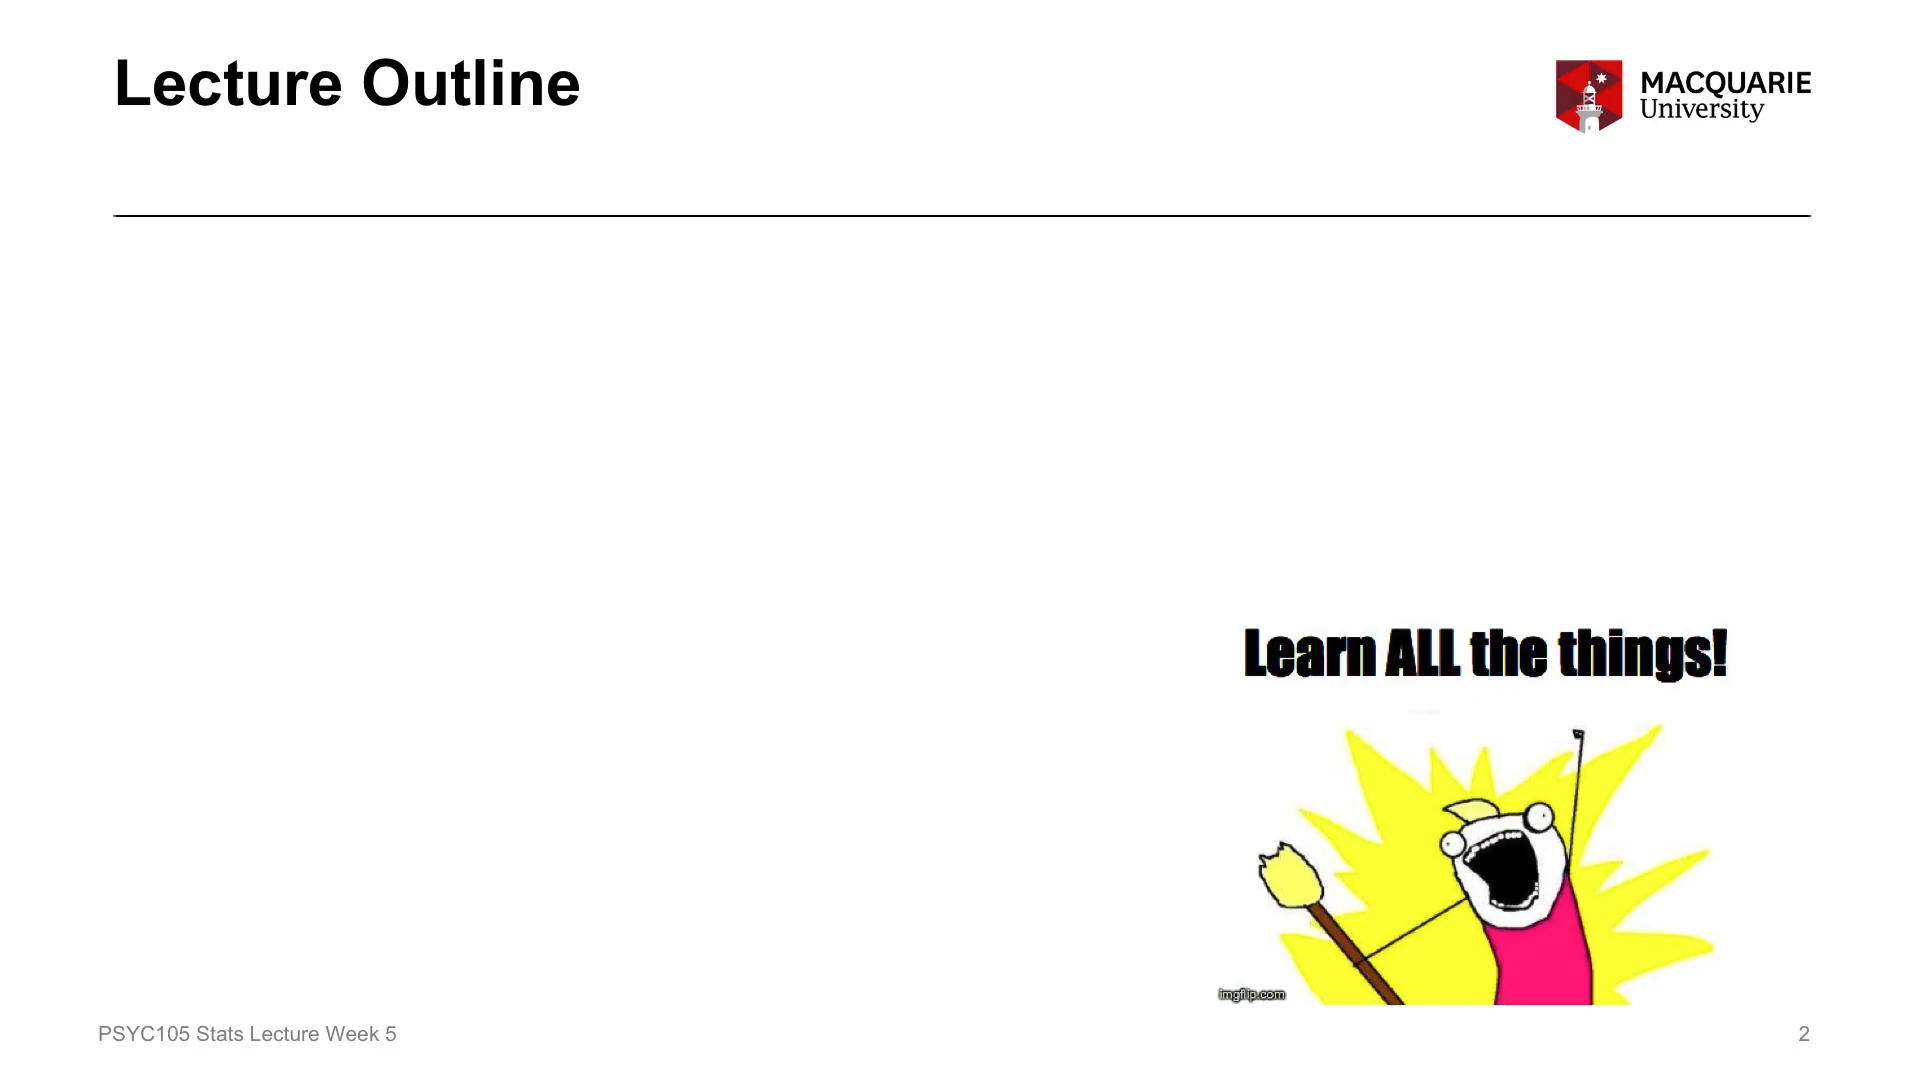 Lecture Outline
MACQUARIE
University
Learn ALL the things!
imgflip.com
PSYC105 Stats Lecture Week 5
2